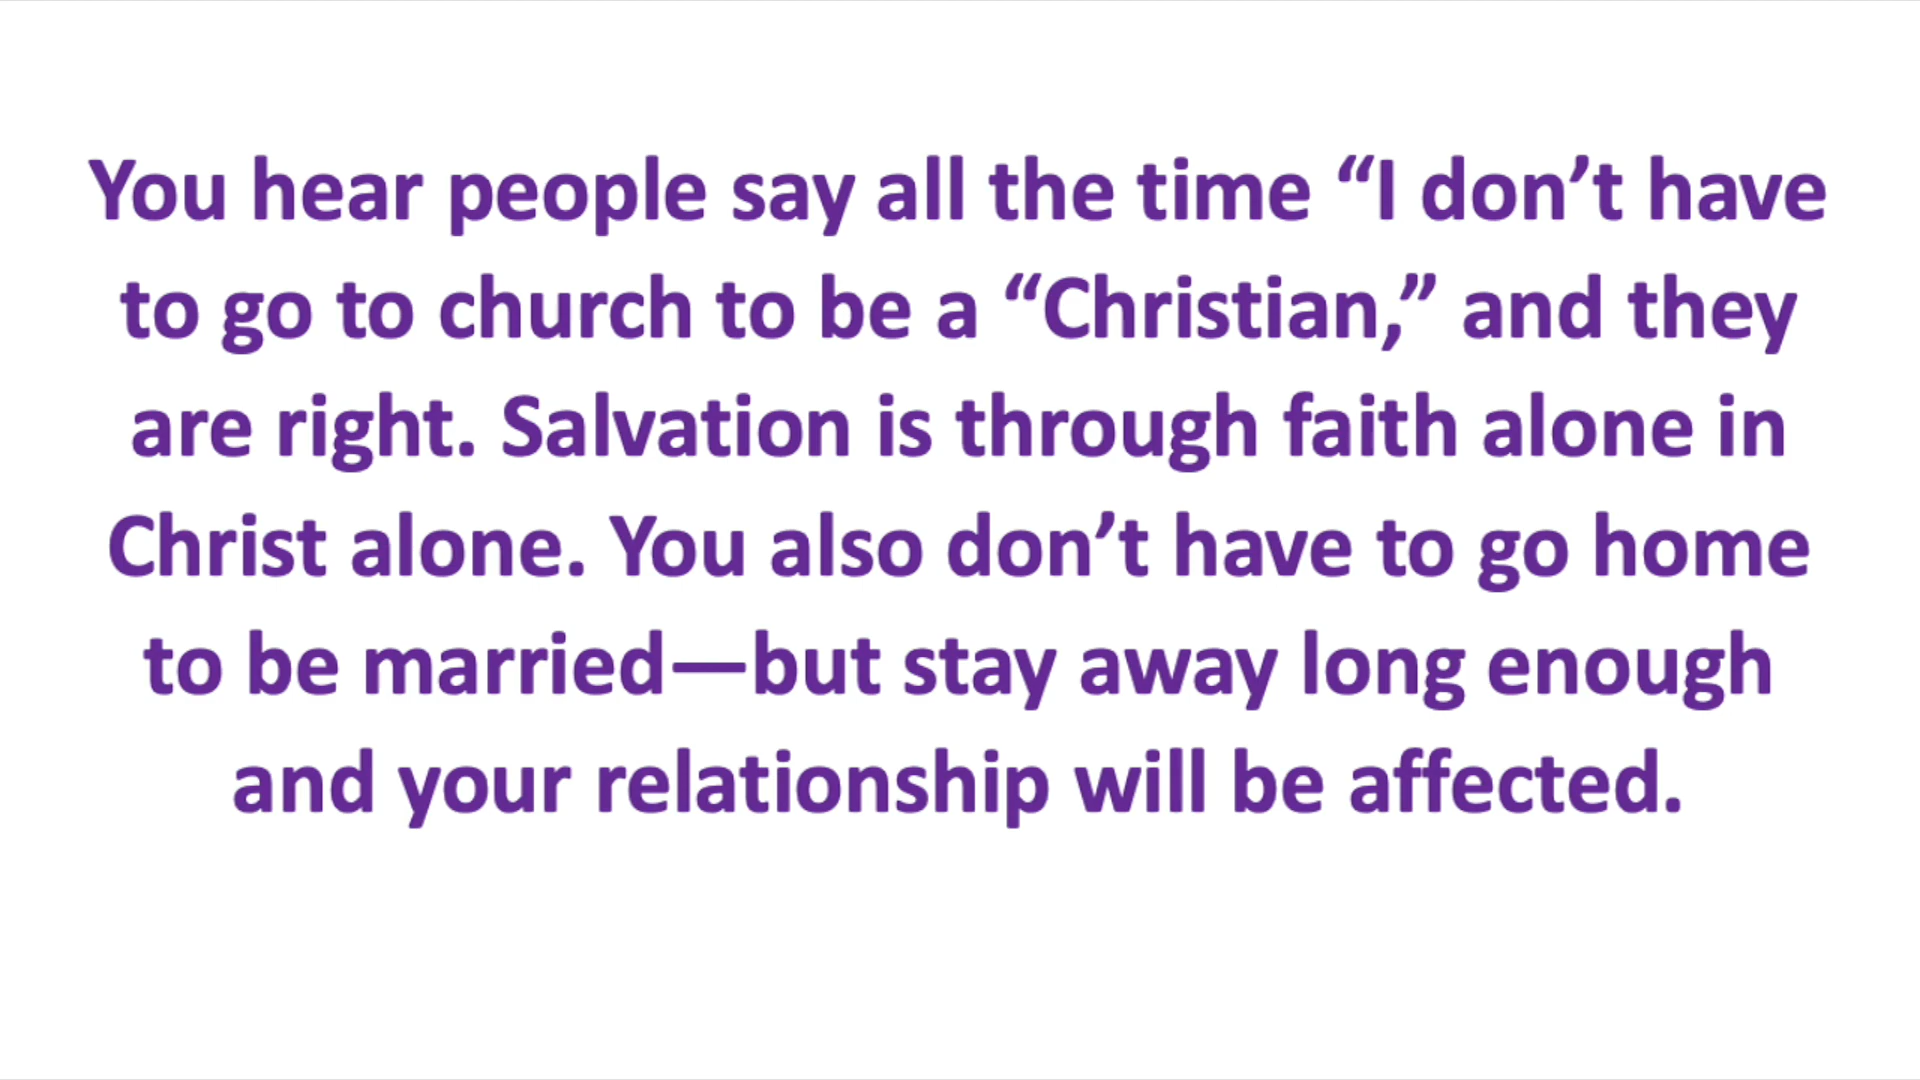 You hear people say all the time “I don’t have
to go to church to be a “Christian,” and they
are right. Salvation is through faith alone in
Christ alone. You also don’t have to go home
to be married—but stay away long enough
and your relationship will be affected.